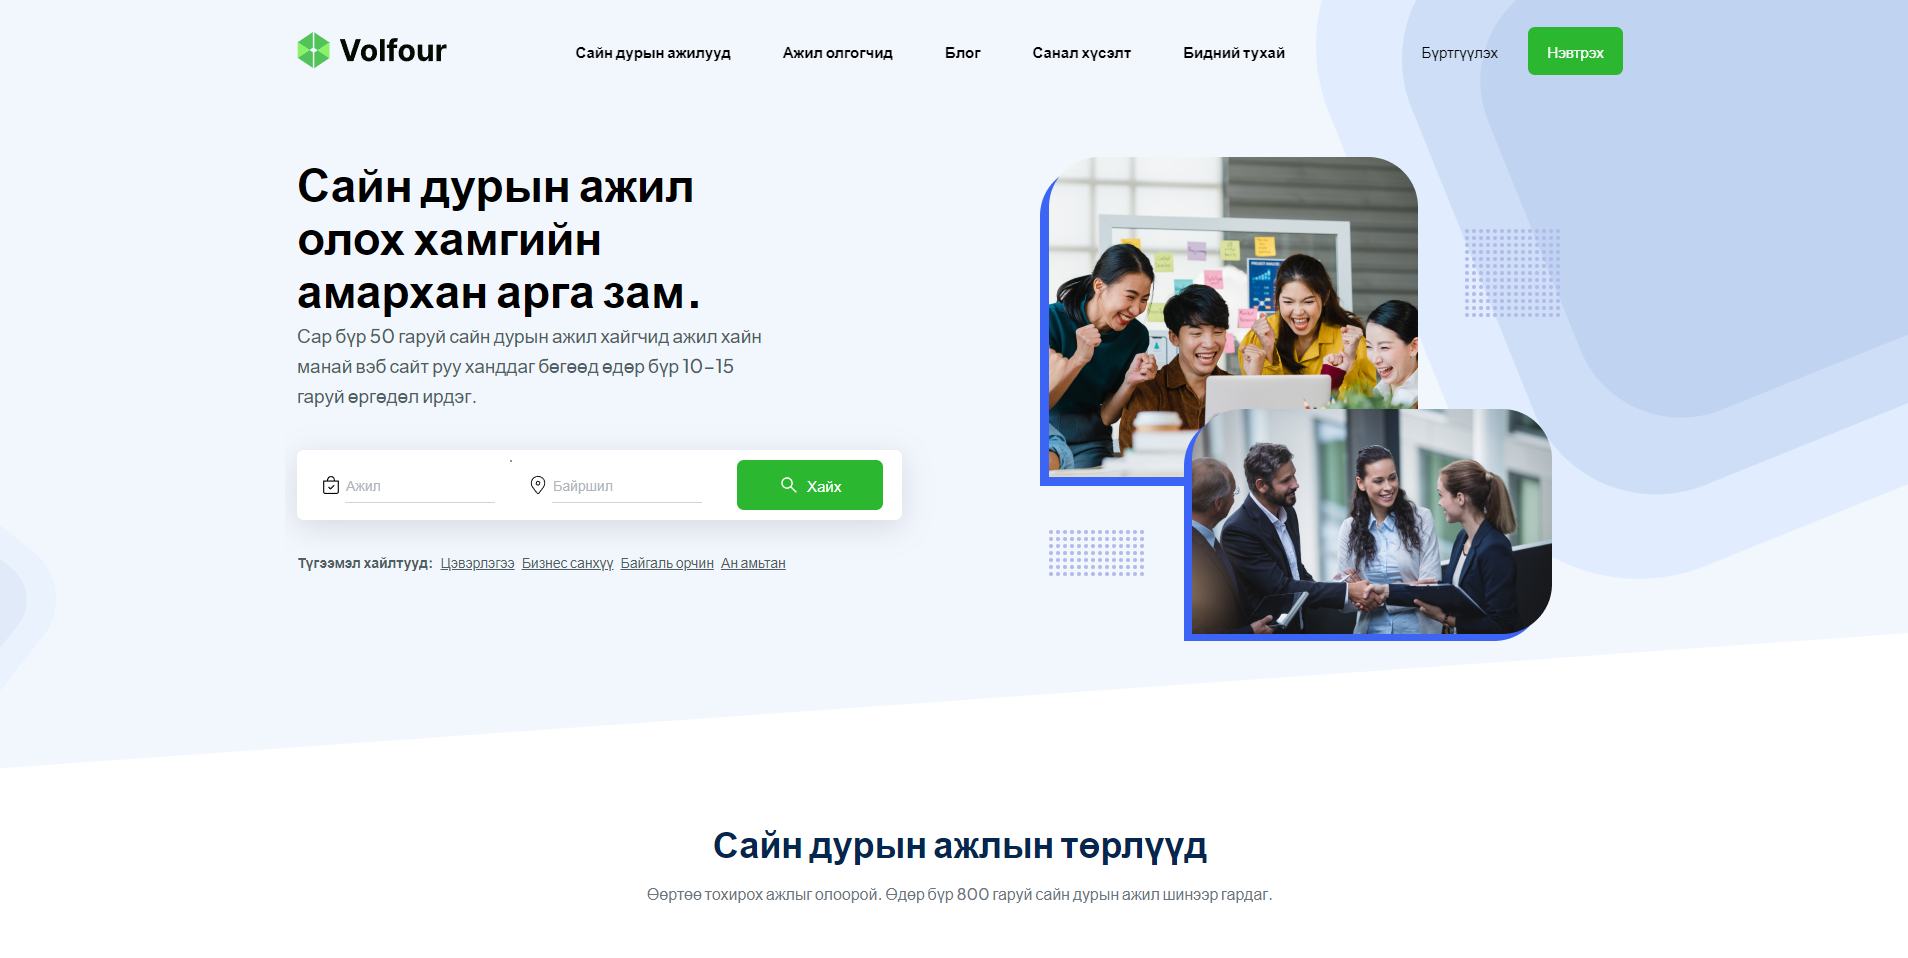 Volfour
Сайн дурын ажилууд
Ажил олгогчид
Блог
Санал хүсэлт
Бидний тухай
Бүртгүүлэх
Нэвтрэх
Сайн дурын ажил
олох хамгийн
амархан арга зам.
Сар бүр 50 гаруй сайн дурын ажил хайгчид ажил хайн
манай вэб сайт руу ханддаг бөгөөд өдөр бүр 10-15
гаруй өргөдөл ирдэг.
Ажил
Байршил
Хайх
Түгээмэл хайлтууд: Цэвэрлэгээ Бизнес санхүү Байгаль орчин Ан амьтан
Сайн дурын ажлын төрлүүд
Өөртөө тохирох ажлыг олоорой. Өдөр бүр 800 гаруй сайн дурын ажил шинээр гардаг.